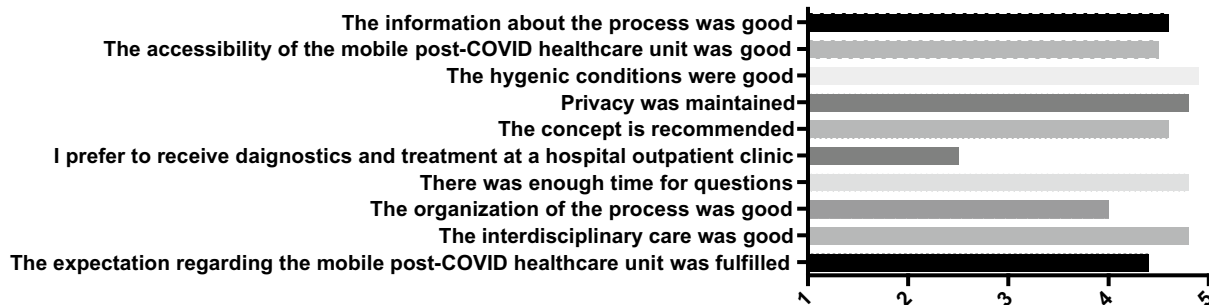 The information about the process was good
The accessibility of the mobile post-COVID healthcare unit was good
The hygenic conditions were good
Privacy was maintained
The concept is recommended
I prefer to receive daignostics and treatment at a hospital outpatient clinic
There was enough time for questions
The organization of the process was good
The interdisciplinary care was good
The expectation regarding the mobile post-COVID healthcare unit was fulfilled
1 2 3 4 5